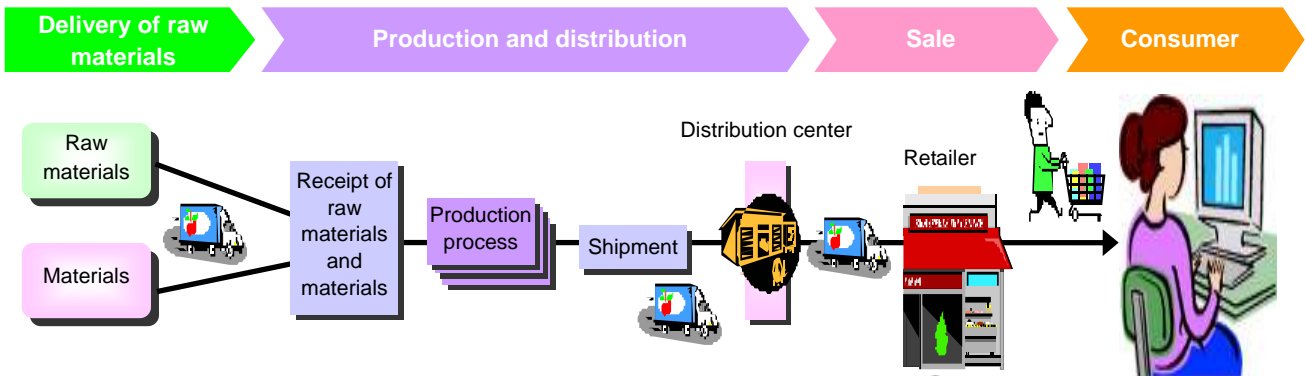 Delivery of raw
materials
Production and distribution
Sale
Consumer
Raw
materials
Materials
Receipt of
raw
materials
and
materials
Production
process
Shipment
Distribution center
Retailer